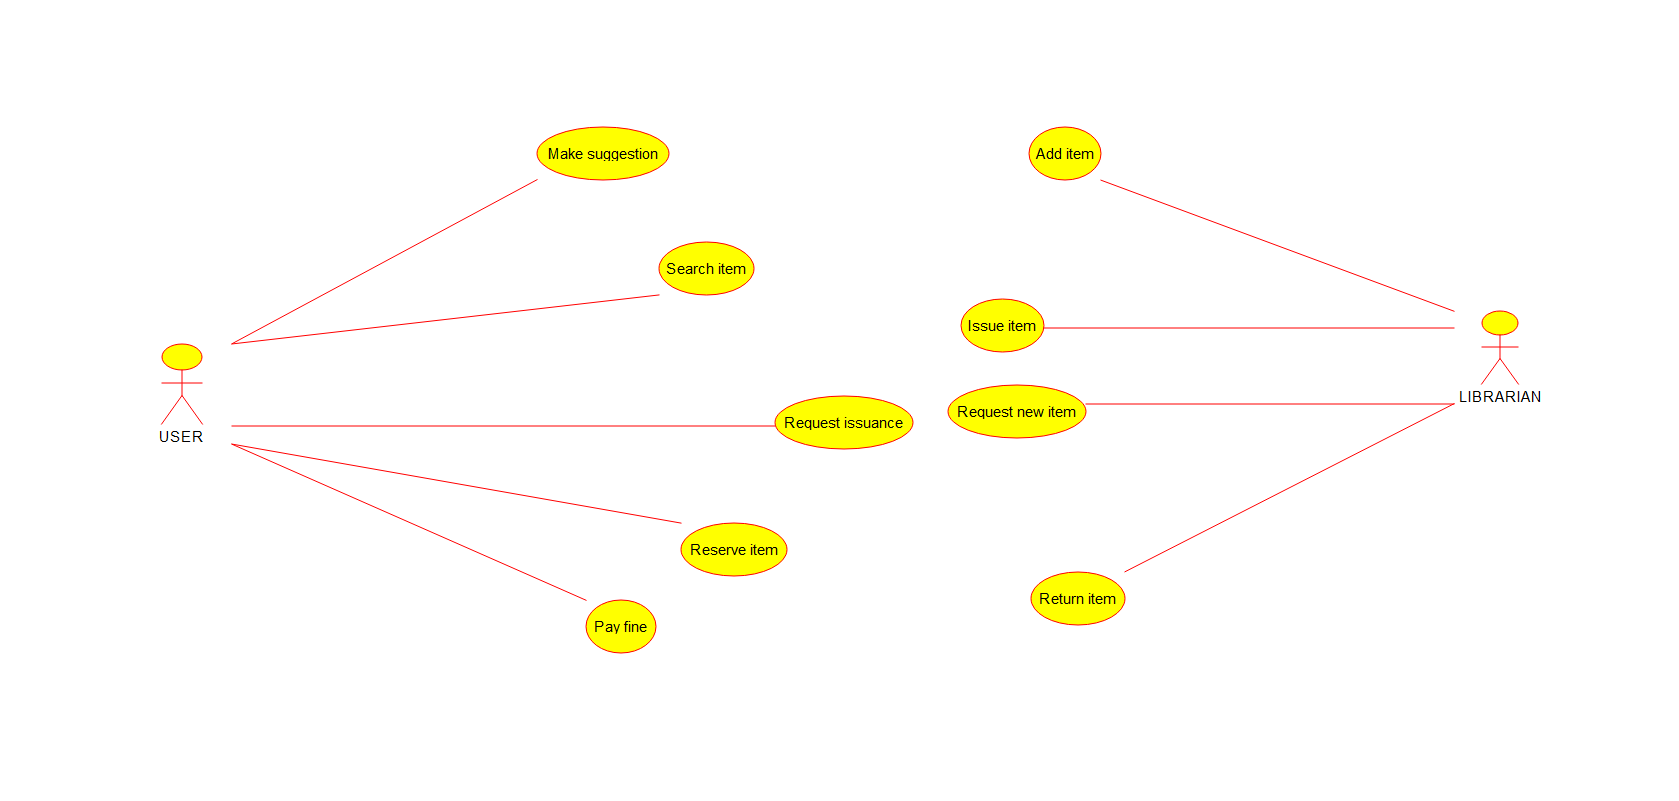 Make suggestion
Add item
Search item
Issue item
Request new item
LIBRARIAN
Request issuance
USER
Reserve item
Return item
Pay fine